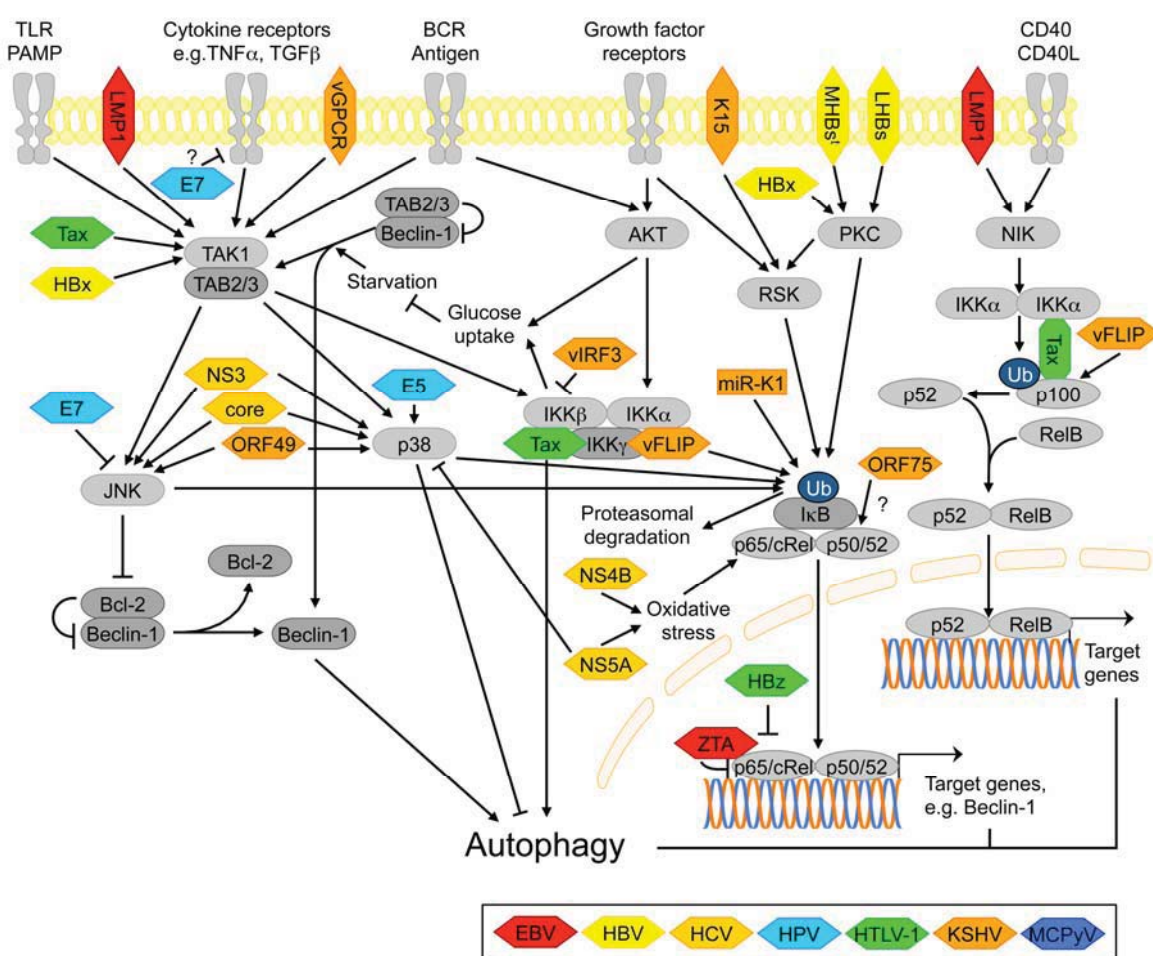 TLR
PAMP
Cytokine receptors
e.g.TNFα, TGFβ
BCR
Antigen
Growth factor
receptors
CD40
CD40L
LMP1
vGPCR
K15
MHBsᵗ
LHBs
LMP1
?
E7
HBx
TAB2/3
Beclin-1
Tax
TAK1
TAB2/3
HBx
AKT
PKC
NIK
Starvation
RSK
Glucose
uptake
IKKα
IKKα
Tax
vFLIP
vIRF3
NS3
E5
miR-K1
Ub
p100
p52
E7
core
IKKβ
IKKα
RelB
ORF49
p38
Tax
IKKγ
vFLIP
ORF75
JNK
Ub
?
IκB
Proteasomal
degradation
p65/cRel
p50/52
p52
RelB
Bcl-2
NS4B
Bcl-2
Beclin-1
Beclin-1
Oxidative
stress
p52
RelB
NS5A
Target
genes
HBz
ZTA
p65/cRel
p50/52
Target genes,
e.g. Beclin-1
Autophagy
EBV
HBV
HCV
HPV
HTLV-1
KSHV
MCPyV